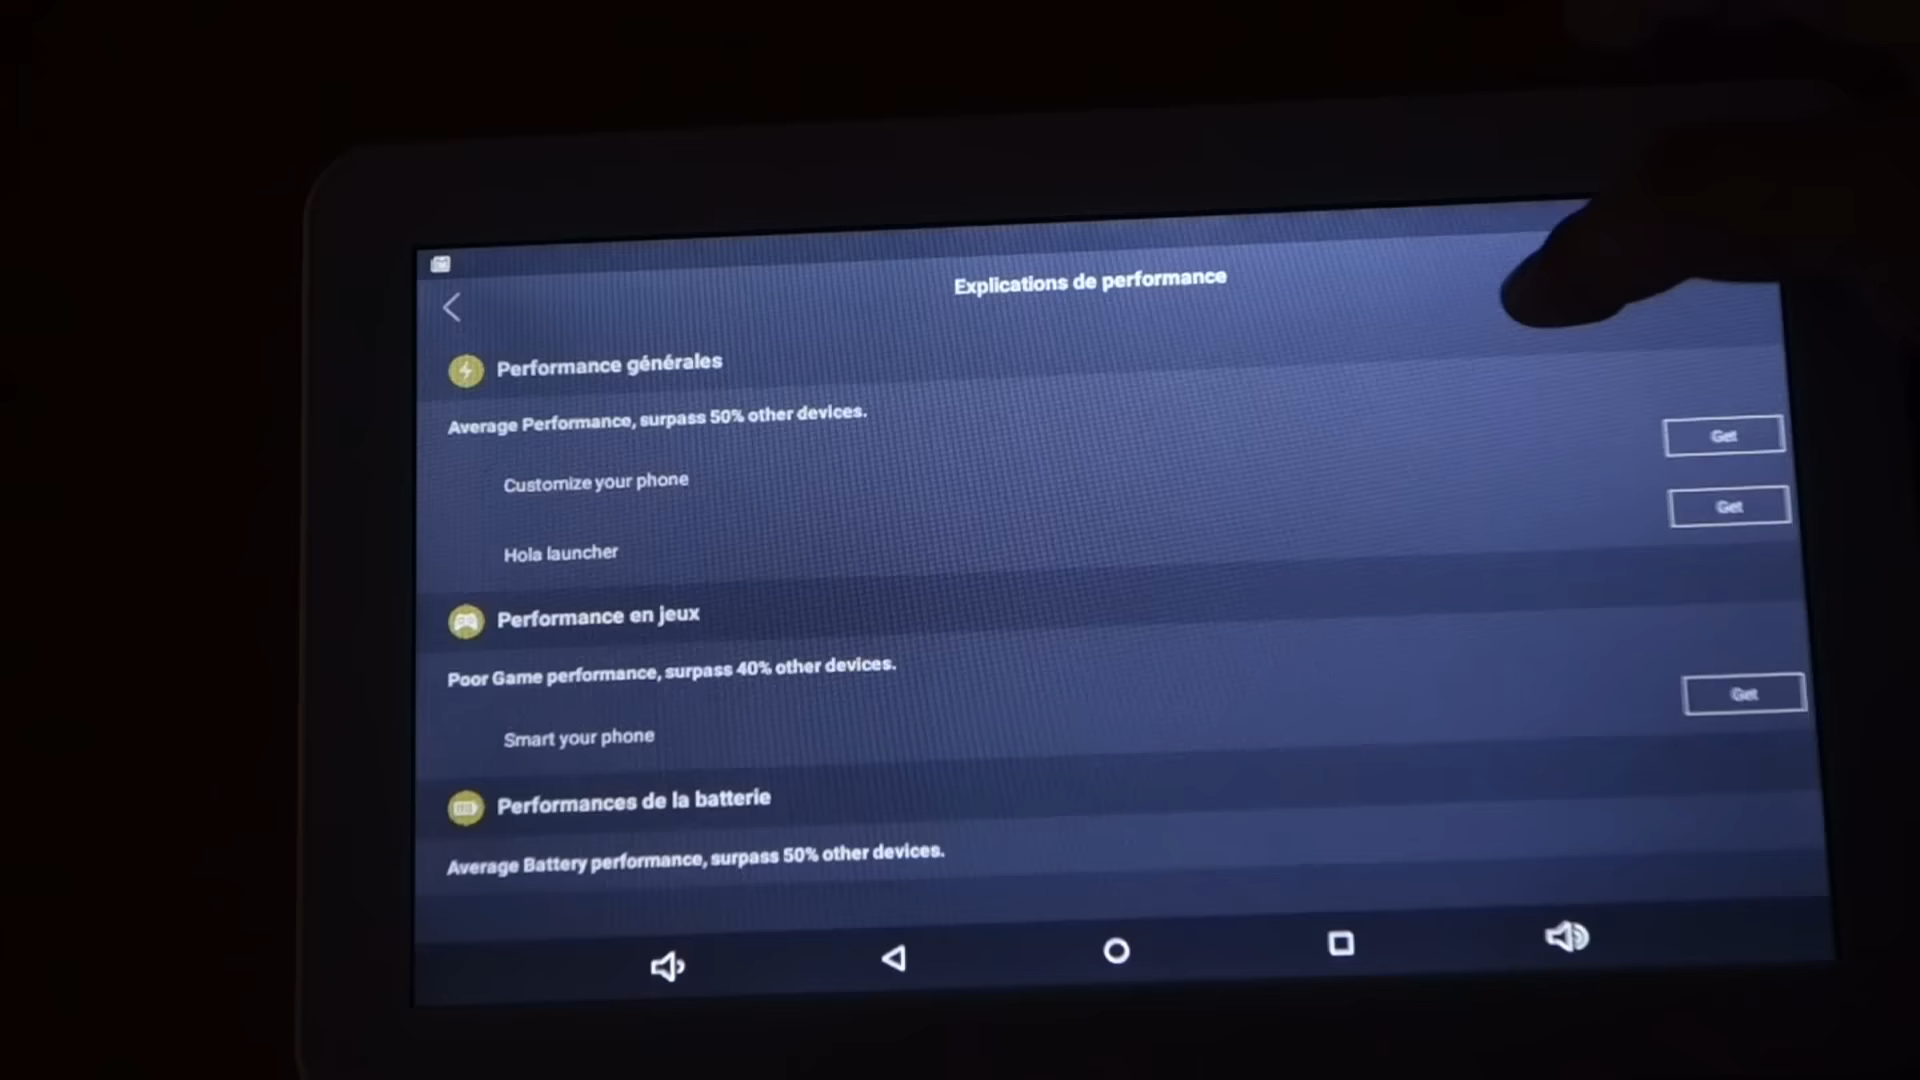 Explications de performance
Performance générales
Average Performance, surpass 50% other devices.
Get
Customize your phone
Get
Hola launcher
Performance en jeux
Poor Game performance, surpass 40% other devices.
Get
Smart your phone
Performances de la batterie
Average Battery performance, surpass 50% other devices.